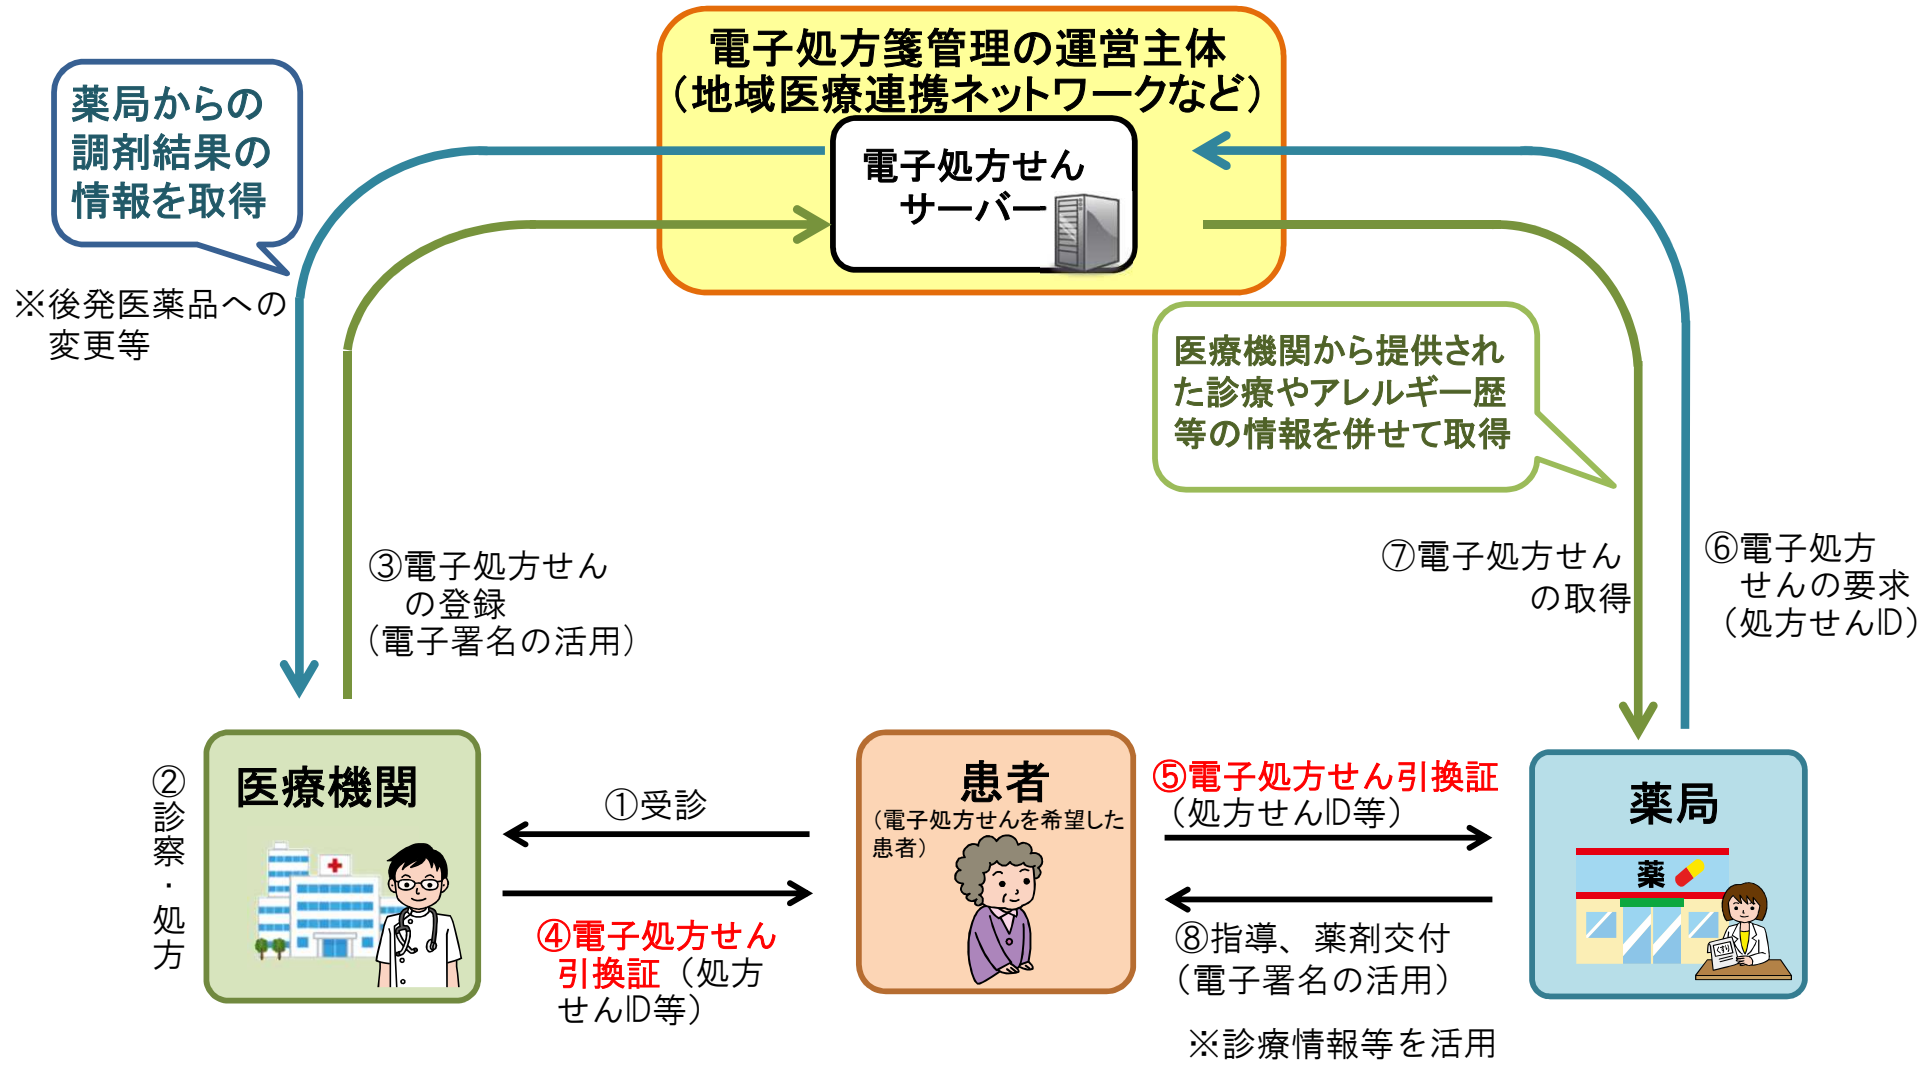 電子処方箋管理の運営主体
（地域医療連携ネットワークなど）
電子処方せん
サーバー
薬局からの
調剤結果の
情報を取得
※後発医薬品への
変更等
医療機関から提供され
た診療やアレルギー歴
等の情報を併せて取得
③電子処方せん
の登録
（電子署名の活用）
⑦電子処方せん
の取得
⑥電子処方
せんの要求
（処方せんID）
②診察・処方
医療機関
①受診
④電子処方せん
引換証（処方
せんID等）
患者
（電子処方せんを希望した
患者）
⑤電子処方せん引換証
（処方せんID等）
⑧指導、薬剤交付
（電子署名の活用）
※診療情報等を活用
薬局
薬
くすり